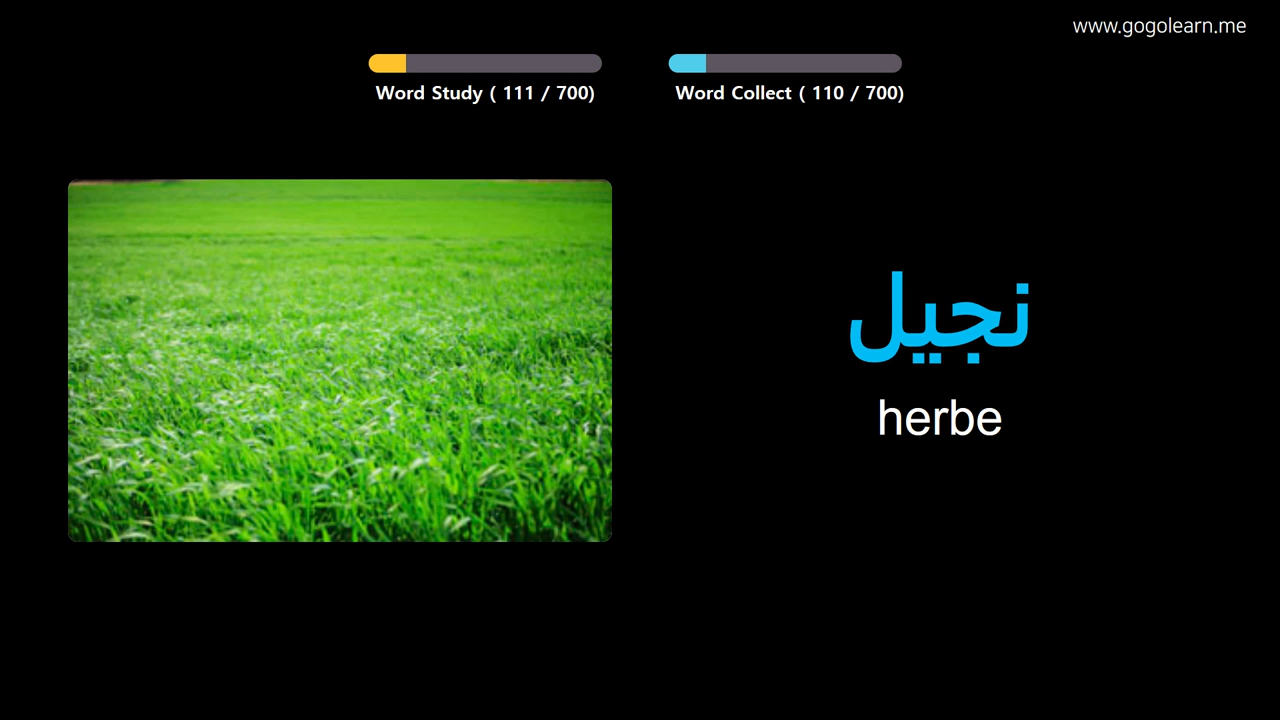 www.gogolearn.me
Word Study ( 111 / 700)
Word Collect ( 110 / 700)
نجيل
herbe